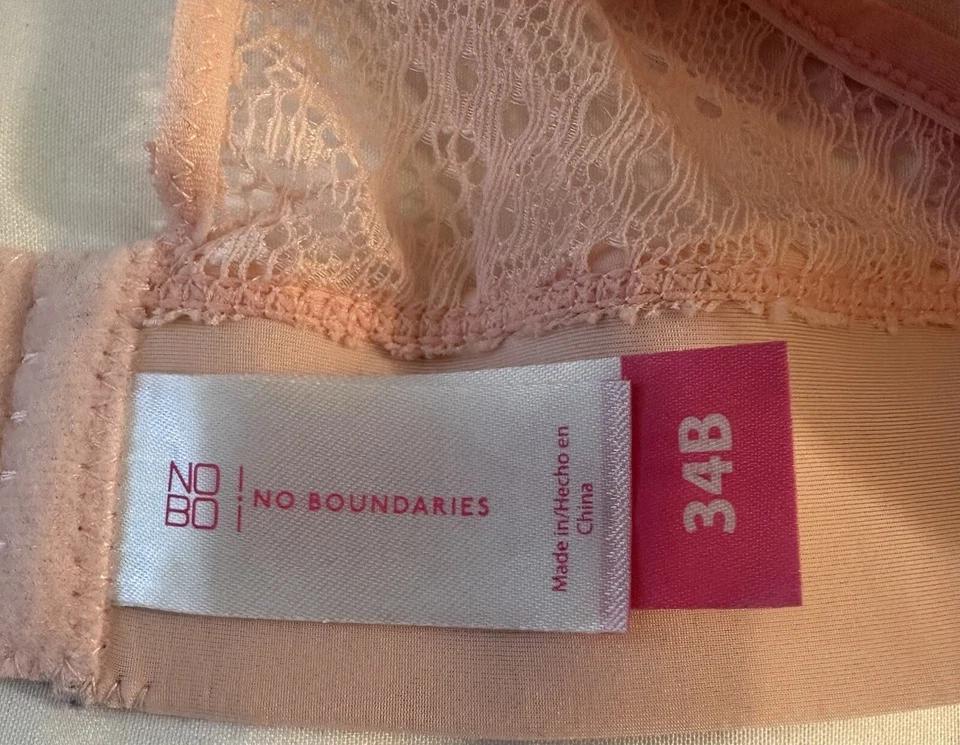 NO
BO
NO BOUNDARIES
Made in/Hecho en
China
34B